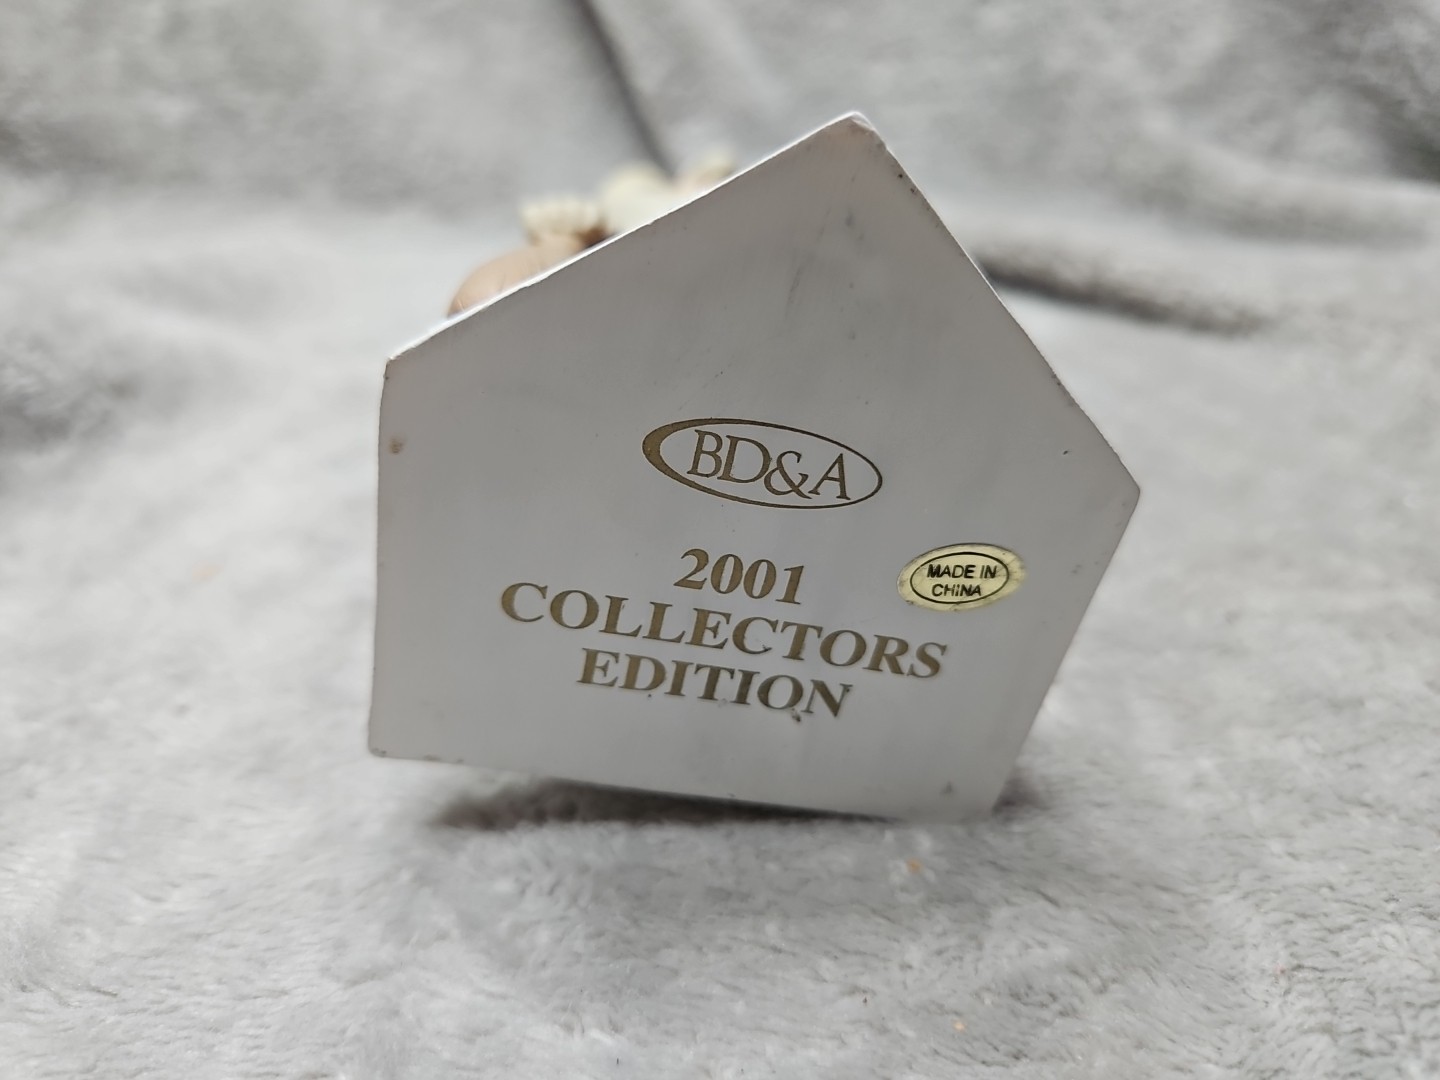 BD&A
2001
COLLECTORS
EDITION
MADE IN
CHINA